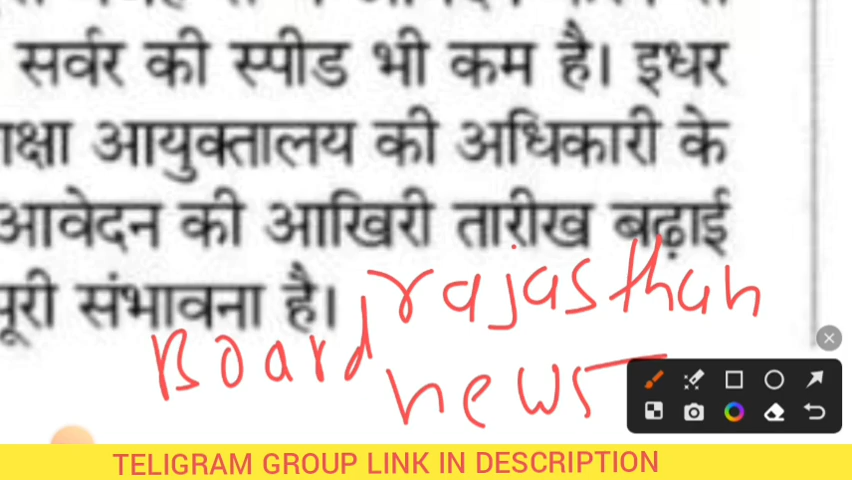 सर्वर की स्पीड भी कम है। इधर
आयुक्तालय की अधिकारी के
आवेदन की आखिरी तारीख बढ़ाई
संभावना है।
Board rajasthan
news
TELIGRAM GROUP LINK IN DESCRIPTION